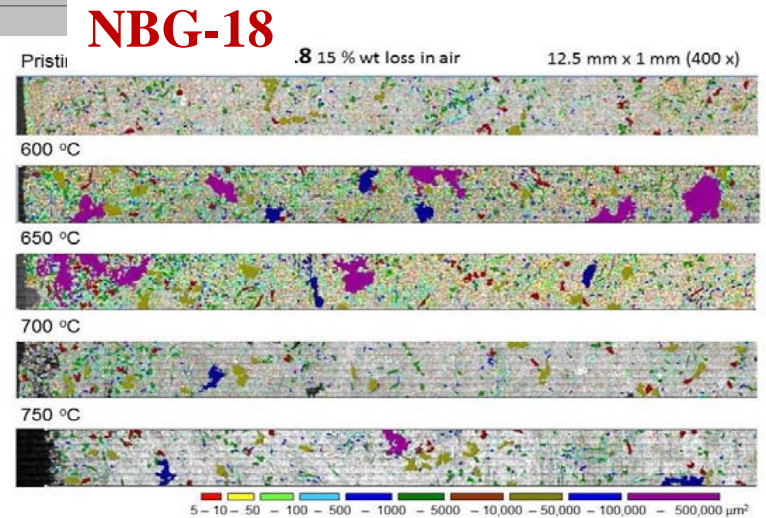 NBG-18
.8 15 % wt loss in air
12.5 mm x 1 mm (400 x)
600 °C
650 °C
700 °C
750 °C
5 – 10 – 50 – 100 – 500 – 1000 – 5000 – 10,000 – 50,000 – 100,000 – 500,000 µm²